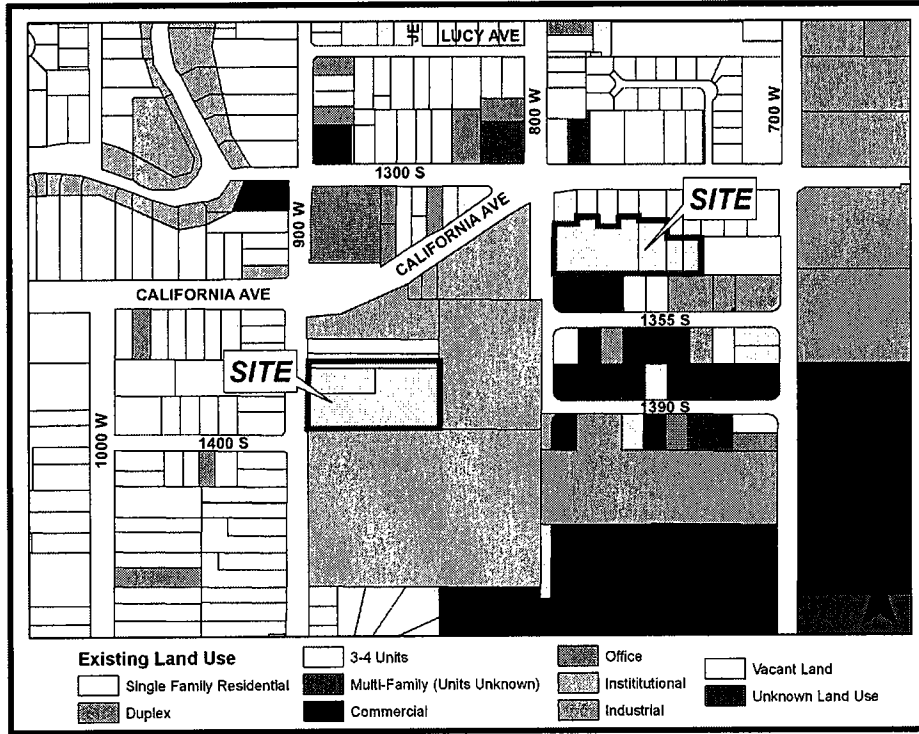 JE
LUCY AVE
800 W
700 W
1300 S
SITE
900 W
CALIFORNIA AVE
CALIFORNIA AVE
1355 S
SITE
1390 S
1000 W
1400 S
Existing Land Use
Single Family Residential
Duplex
3-4 Units
Multi-Family (Units Unknown)
Commercial
Office
Instititutional
Industrial
Vacant Land
Unknown Land Use